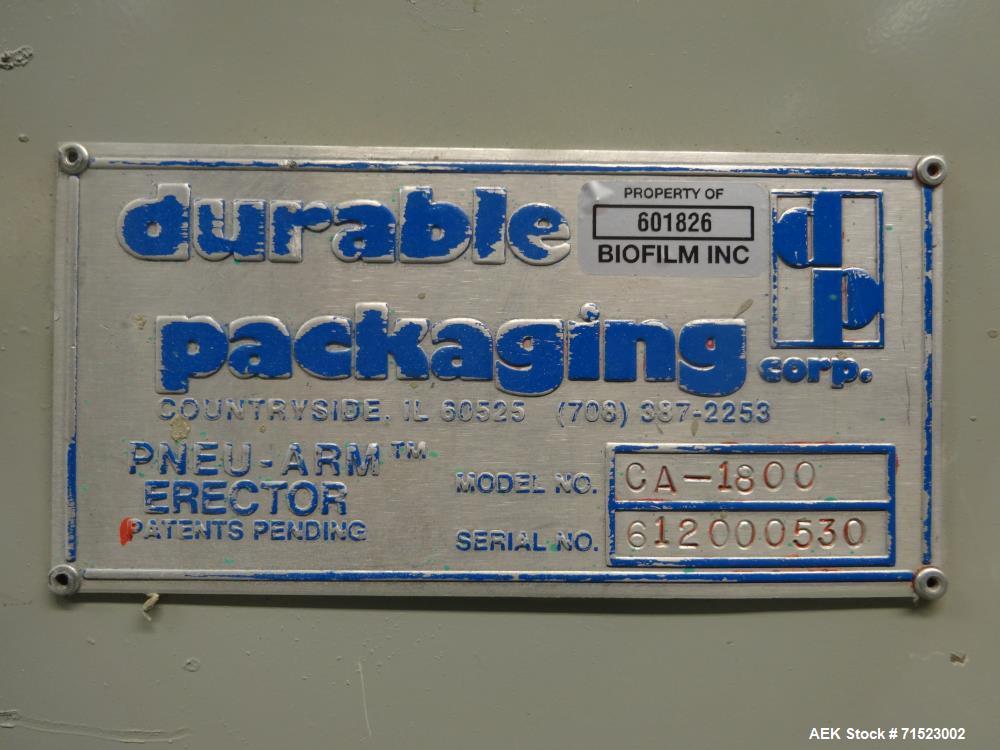 durable
packaging
corp.
dp
PROPERTY OF
601826
BIOFILM INC
COUNTRYSIDE, IL 60525 (708) 387-2253
PNEU-ARM™
ERECTOR
PATENTS PENDING
MODEL NO. CA-1800
SERIAL NO. 612000530
AEK Stock # 71523002